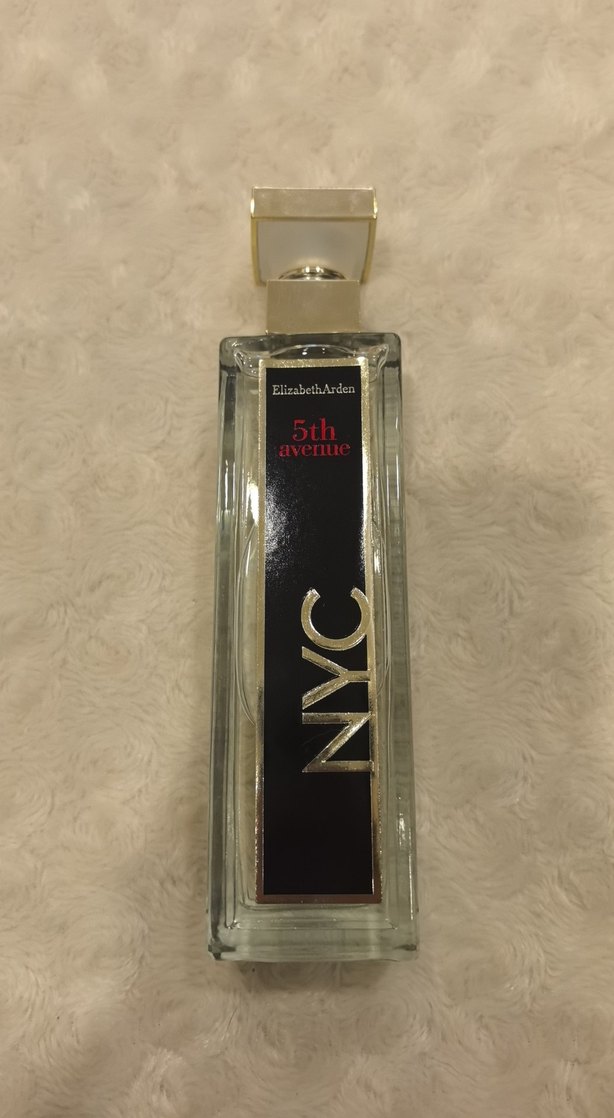 ElizabethArden
5th
avenue
NYC